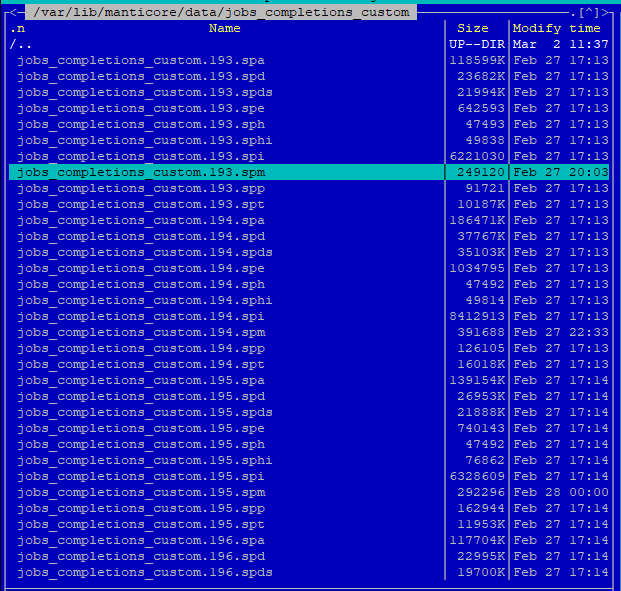 <─ /var/lib/manticore/data/jobs_completions_custom ─.[^]>
.n Name Size Modify time
/.. UP--DIR Mar 2 11:37
jobs_completions_custom.193.spa 118599K Feb 27 17:13
jobs_completions_custom.193.spd 23682K Feb 27 17:13
jobs_completions_custom.193.spds 21994K Feb 27 17:13
jobs_completions_custom.193.spe 642593 Feb 27 17:13
jobs_completions_custom.193.sph 47493 Feb 27 17:13
jobs_completions_custom.193.sphi 49838 Feb 27 17:13
jobs_completions_custom.193.spi 6221030 Feb 27 17:13
jobs_completions_custom.193.spm 249120 Feb 27 20:03
jobs_completions_custom.193.spp 91721 Feb 27 17:13
jobs_completions_custom.193.spt 10187K Feb 27 17:13
jobs_completions_custom.194.spa 186471K Feb 27 17:13
jobs_completions_custom.194.spd 37767K Feb 27 17:13
jobs_completions_custom.194.spds 35103K Feb 27 17:13
jobs_completions_custom.194.spe 1034795 Feb 27 17:13
jobs_completions_custom.194.sph 47492 Feb 27 17:13
jobs_completions_custom.194.sphi 49814 Feb 27 17:13
jobs_completions_custom.194.spi 8412913 Feb 27 17:13
jobs_completions_custom.194.spm 391688 Feb 27 22:33
jobs_completions_custom.194.spp 126105 Feb 27 17:13
jobs_completions_custom.194.spt 16018K Feb 27 17:13
jobs_completions_custom.195.spa 139154K Feb 27 17:14
jobs_completions_custom.195.spd 26953K Feb 27 17:14
jobs_completions_custom.195.spds 21888K Feb 27 17:14
jobs_completions_custom.195.spe 740143 Feb 27 17:14
jobs_completions_custom.195.sph 47492 Feb 27 17:14
jobs_completions_custom.195.sphi 76862 Feb 27 17:14
jobs_completions_custom.195.spi 6328609 Feb 27 17:14
jobs_completions_custom.195.spm 292296 Feb 28 00:00
jobs_completions_custom.195.spp 162944 Feb 27 17:14
jobs_completions_custom.195.spt 11953K Feb 27 17:14
jobs_completions_custom.196.spa 117704K Feb 27 17:14
jobs_completions_custom.196.spd 22995K Feb 27 17:14
jobs_completions_custom.196.spds 19700K Feb 27 17:14